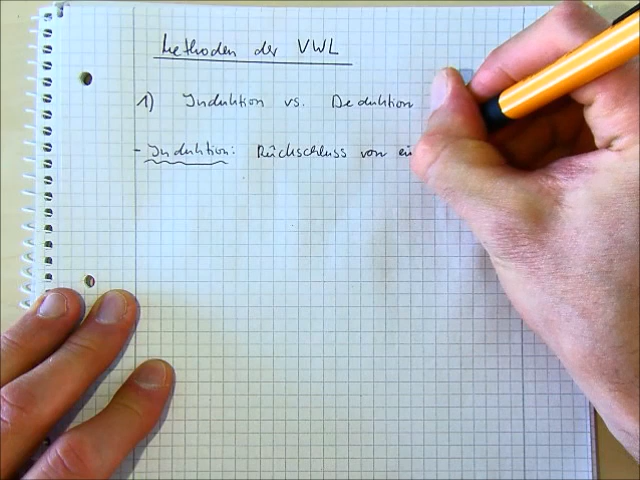 Methoden der VWL
1) Induktion vs. Deduktion
- Induktion: Rückschluss von ei